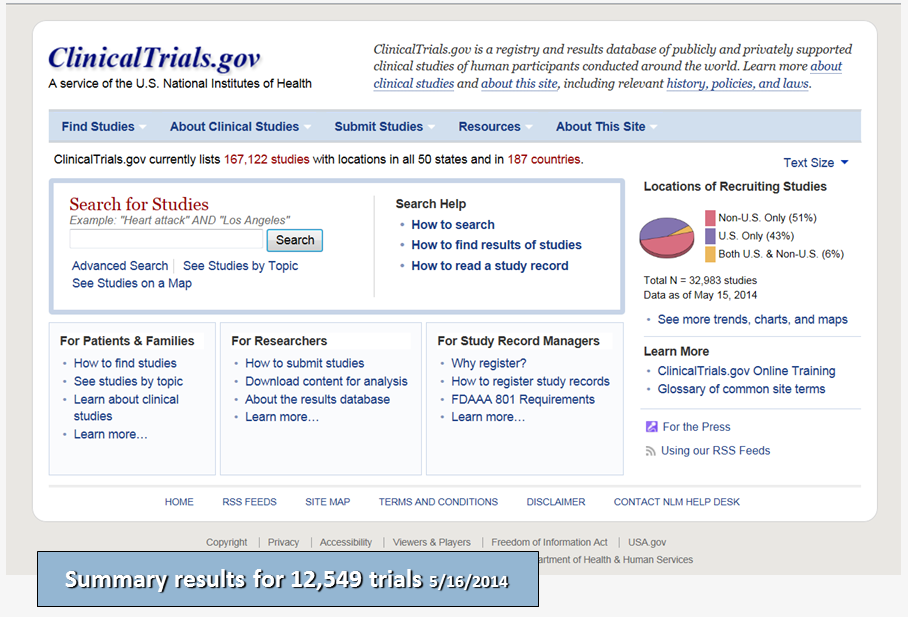 ClinicalTrials.gov
A service of the U.S. National Institutes of Health
ClinicalTrials.gov is a registry and results database of publicly and privately supported
clinical studies of human participants conducted around the world. Learn more about
clinical studies and about this site, including relevant history, policies, and laws.
Find Studies About Clinical Studies Submit Studies Resources About This Site
ClinicalTrials.gov currently lists 167,122 studies with locations in all 50 states and in 187 countries.
Text Size
Search for Studies
Example: "Heart attack" AND "Los Angeles"
Search
Advanced Search See Studies by Topic
See Studies on a Map
Search Help
• How to search
• How to find results of studies
• How to read a study record
Locations of Recruiting Studies
Non-U.S. Only (51%)
U.S. Only (43%)
Both U.S. & Non-U.S. (6%)
Total N = 32,983 studies
Data as of May 15, 2014
• See more trends, charts, and maps
Learn More
• ClinicalTrials.gov Online Training
• Glossary of common site terms
For the Press
Using our RSS Feeds
For Patients & Families
• How to find studies
• See studies by topic
• Learn about clinical
studies
• Learn more…
For Researchers
• How to submit studies
• Download content for analysis
• About the results database
• Learn more…
For Study Record Managers
• Why register?
• How to register study records
• FDAAA 801 Requirements
• Learn more…
HOME RSS FEEDS SITE MAP TERMS AND CONDITIONS DISCLAIMER CONTACT NLM HELP DESK
Copyright | Privacy | Accessibility | Viewers & Players | Freedom of Information Act | USA.gov
of Health & Human Services
Summary results for 12,549 trials 5/16/2014